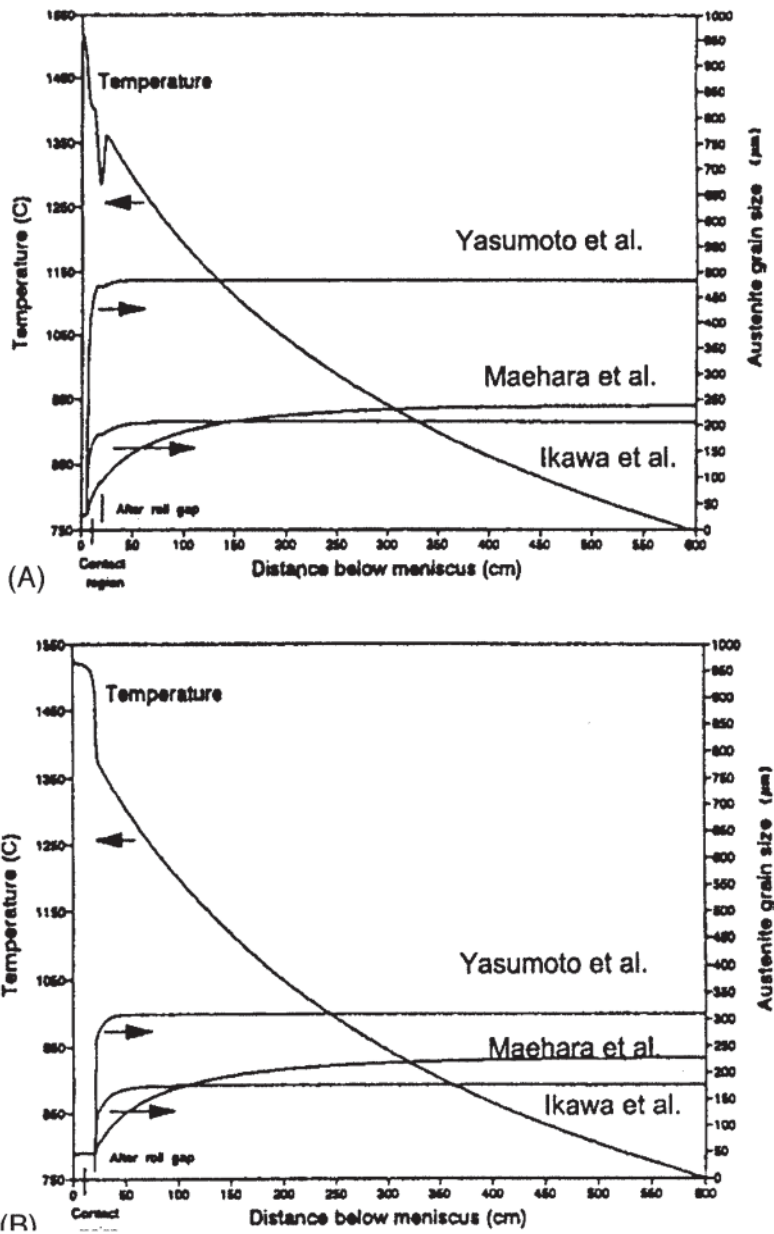 1550
1450
1350
1250
1150
1050
950
850
750
Temperature (C)
Temperature
Yasumoto et al.
Maehara et al.
Ikawa et al.
After roll gap
1000
950
900
850
800
750
700
650
600
550
500
450
400
350
300
250
200
150
100
50
0
Austenite grain size (μm)
0 50 100 150 200 250 300 350 400 450 500 550 600
Contact
region
Distance below meniscus (cm)
(A)
1550
1450
1350
1250
1150
1050
950
850
750
Temperature (C)
Temperature
Yasumoto et al.
Maehara et al.
Ikawa et al.
After roll gap
1000
950
900
850
800
750
700
650
600
550
500
450
400
350
300
250
200
150
100
50
0
Austenite grain size (μm)
0 50 100 150 200 250 300 350 400 450 500 550 600
Contact
Distance below meniscus (cm)
(B)